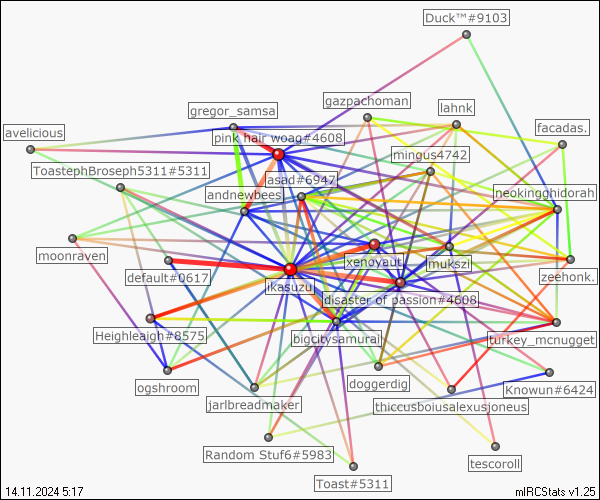 Duck™#9103
gregor_samsa
gazpachoman
lahnk
avelicious
pink hair woag#4608
facadas.
mingus4742
ToastephBroseph5311#5311
asad#6947
andnewbees
neokingghidorah
moonraven
default#0617
xenoyaut.
mukszi
zeehonk.
ikasuzu
disaster of passion#4608
Heighleaigh#8575
bigcitysamurai
turkey_mcnugget
ogshroom
doggerdig
Knowun#6424
jarlbreadmaker
thiccusboiusalexusjoneus
Random Stuf6#5983
tescoroll
Toast#5311
14.11.2024 5:17
mIRCStats v1.25